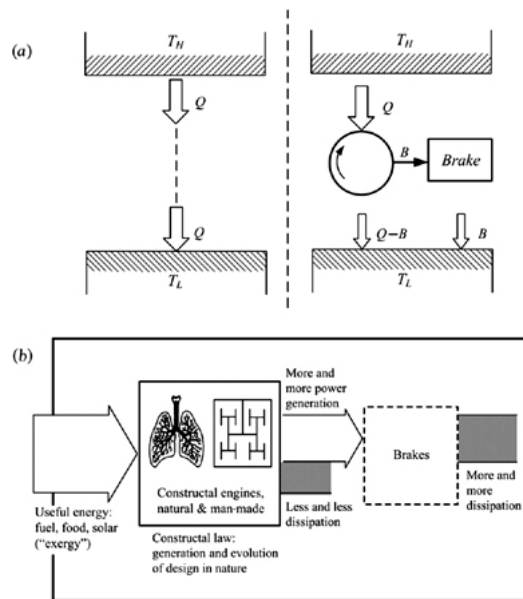 (a)
T_H
Q
Q
T_L
T_H
Q
B
Brake
Q–B
B
T_L
(b)
Useful energy:
fuel, food, solar
("exergy")
Constructal engines,
natural & man-made
Constructal law:
generation and evolution
of design in nature
More and
more power
generation
Less and less
dissipation
Brakes
More and
more
dissipation